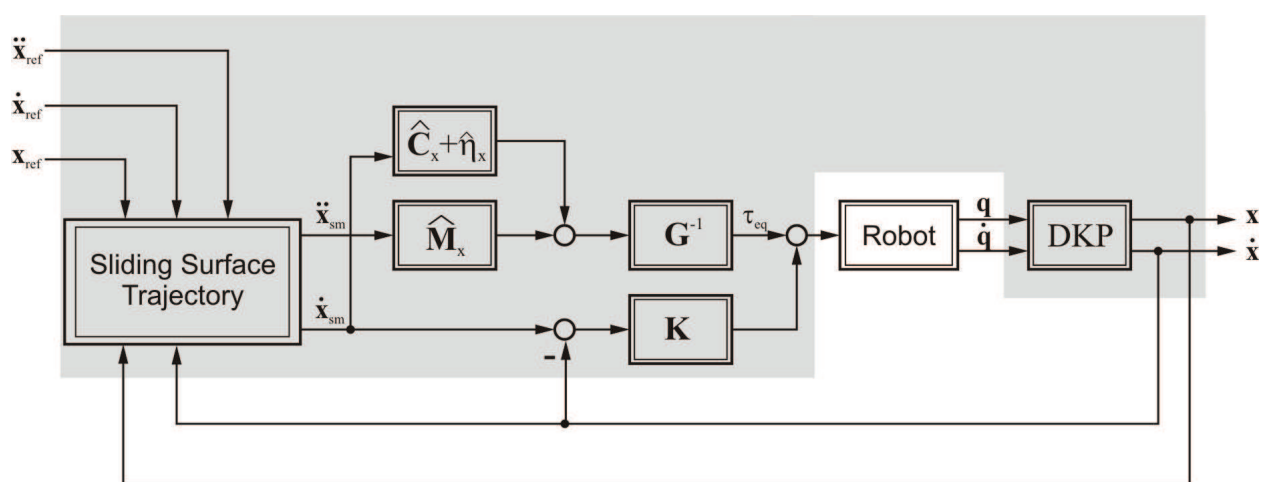 ẍref
ẋref
xref
Ĉx+η̂x
ẍsm
M̂x
G-1
τeq
Robot
q
q̇
DKP
x
ẋ
Sliding Surface
Trajectory
ẋsm
K
-